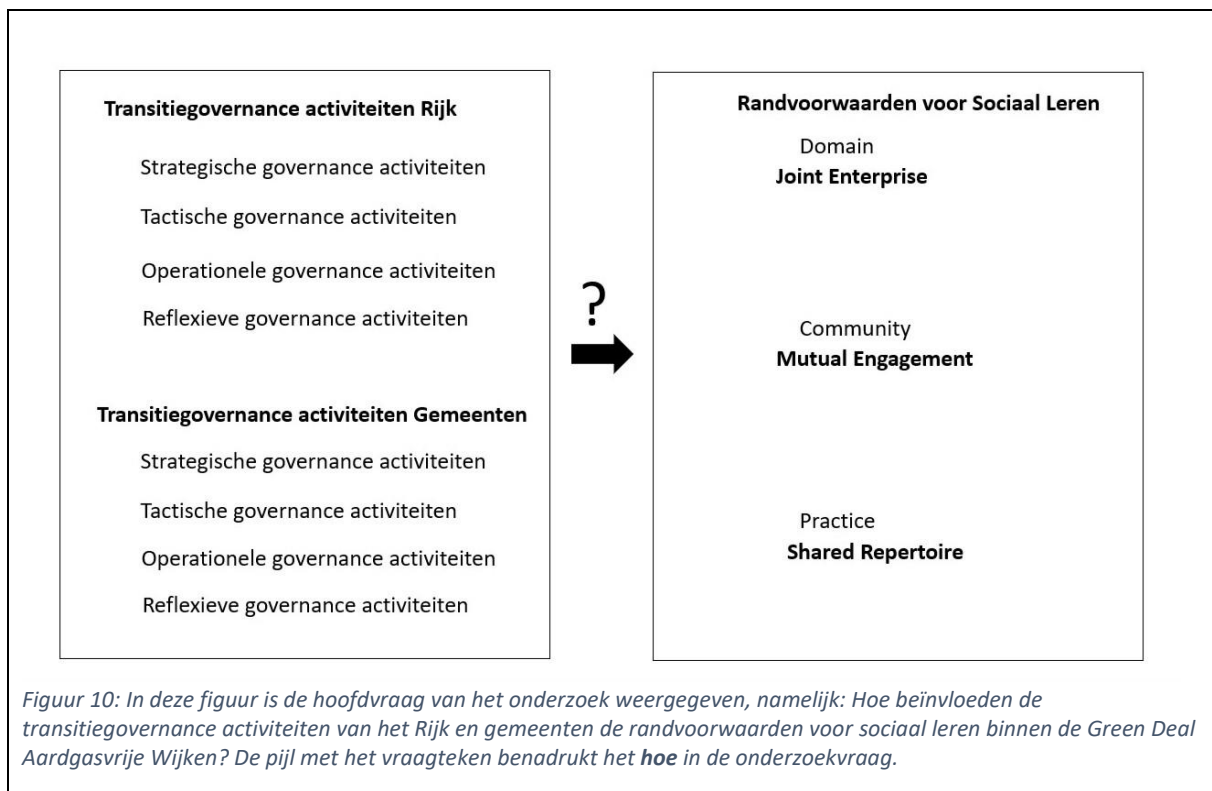 Transitiegovernance activiteiten Rijk
Strategische governance activiteiten
Tactische governance activiteiten
Operationele governance activiteiten
Reflexieve governance activiteiten
Transitiegovernance activiteiten Gemeenten
Strategische governance activiteiten
Tactische governance activiteiten
Operationele governance activiteiten
Reflexieve governance activiteiten
?
Randvoorwaarden voor Sociaal Leren
Domain
Joint Enterprise
Community
Mutual Engagement
Practice
Shared Repertoire
Figuur 10: In deze figuur is de hoofdvraag van het onderzoek weergegeven, namelijk: Hoe beïnvloeden de
transitiegovernance activiteiten van het Rijk en gemeenten de randvoorwaarden voor sociaal leren binnen de Green Deal
Aardgasvrije Wijken? De pijl met het vraagteken benadrukt het hoe in de onderzoekvraag.